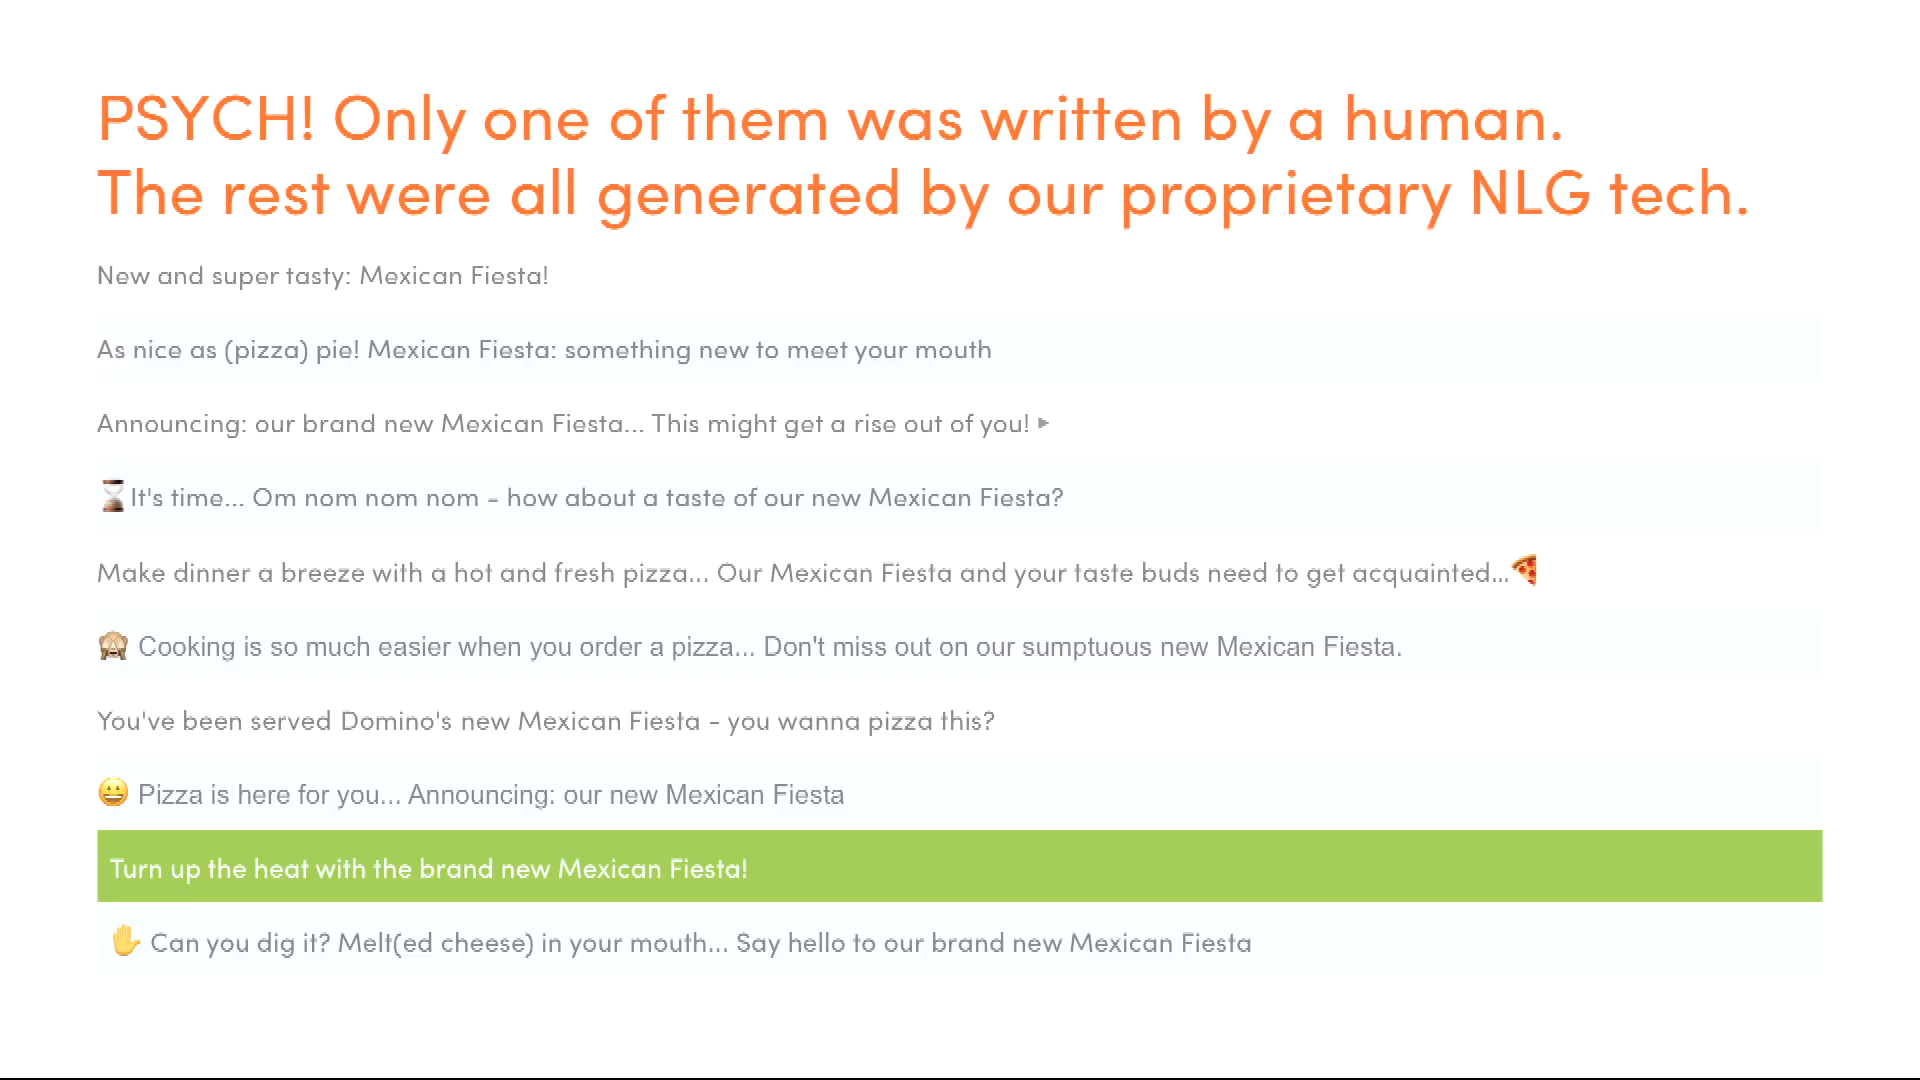 PSYCH! Only one of them was written by a human.
The rest were all generated by our proprietary NLG tech.
New and super tasty: Mexican Fiesta!
As nice as (pizza) pie! Mexican Fiesta: something new to meet your mouth
Announcing: our brand new Mexican Fiesta... This might get a rise out of you! ▸
⌛It's time... Om nom nom nom - how about a taste of our new Mexican Fiesta?
Make dinner a breeze with a hot and fresh pizza... Our Mexican Fiesta and your taste buds need to get acquainted...🍕
🙈 Cooking is so much easier when you order a pizza... Don't miss out on our sumptuous new Mexican Fiesta.
You've been served Domino's new Mexican Fiesta - you wanna pizza this?
😀 Pizza is here for you... Announcing: our new Mexican Fiesta
Turn up the heat with the brand new Mexican Fiesta!
✋ Can you dig it? Melt(ed cheese) in your mouth... Say hello to our brand new Mexican Fiesta